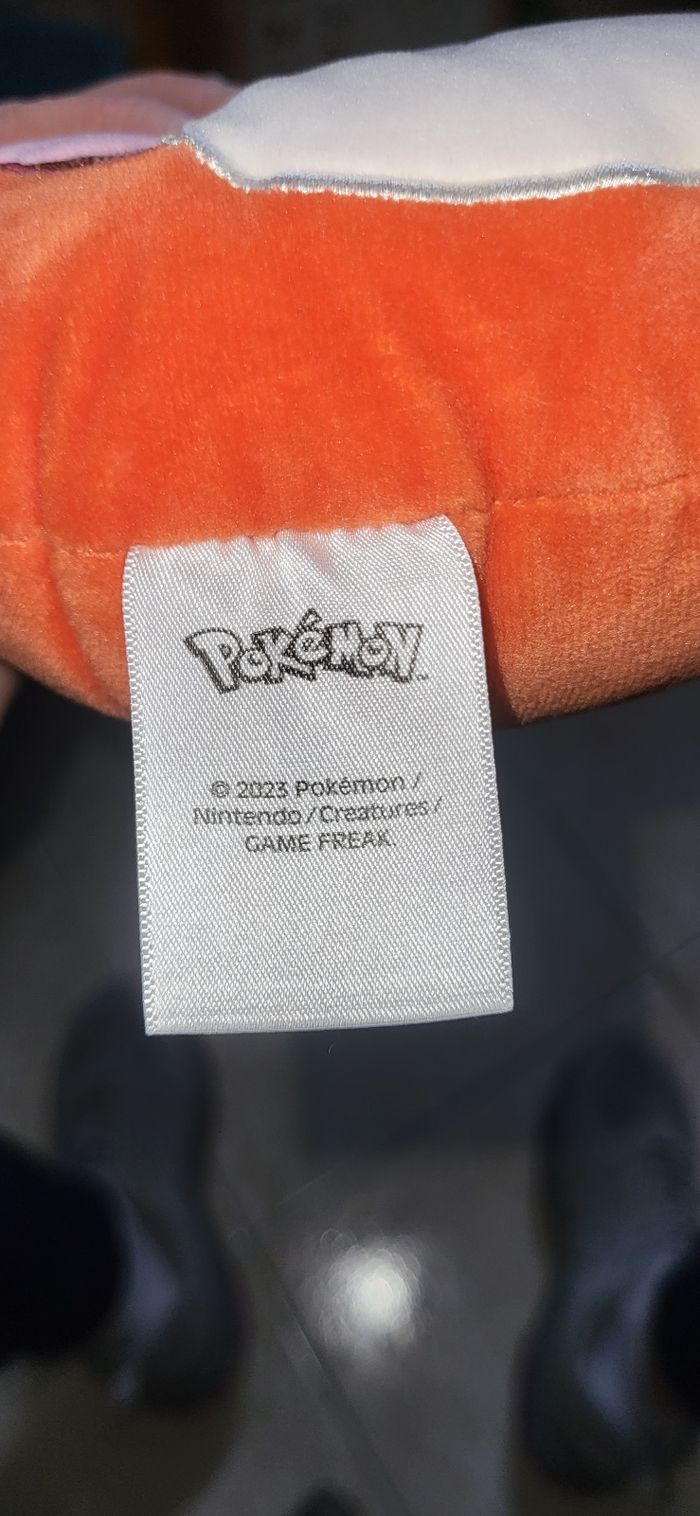 POKéMON
© 2023 Pokémon /
Nintendo/Creatures/
GAME FREAK.